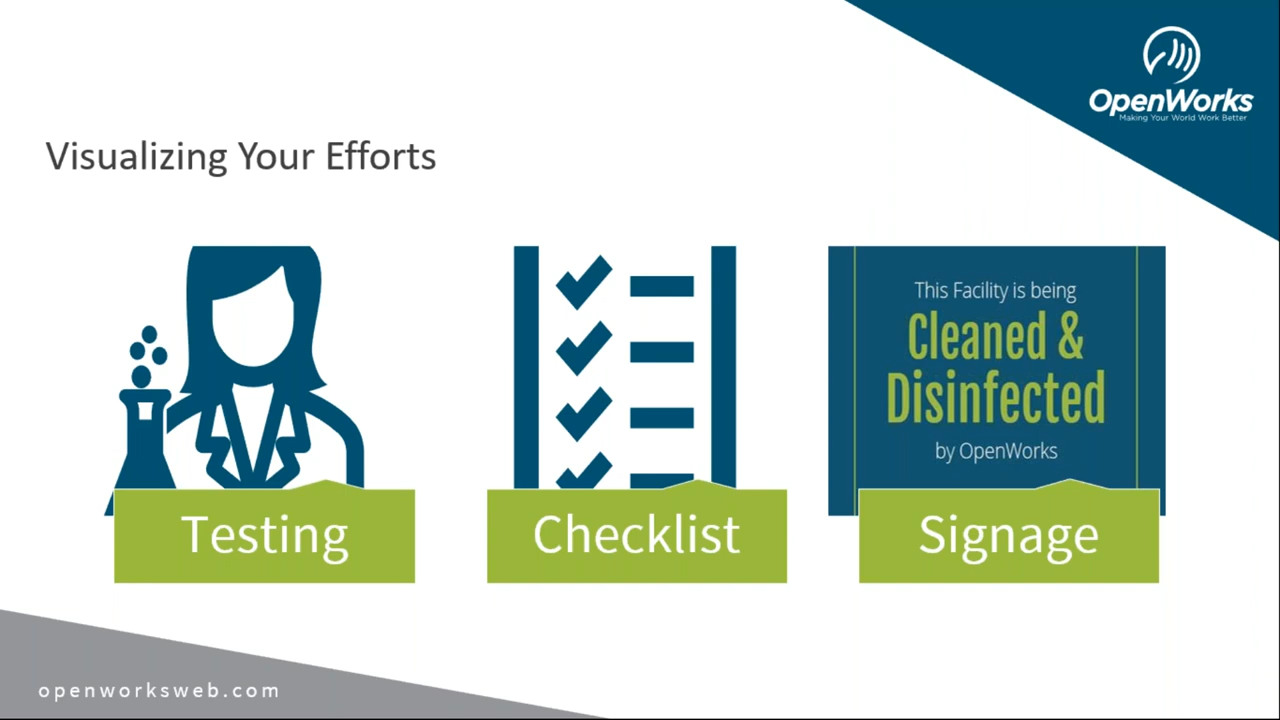 OpenWorks
Making Your World Work Better
Visualizing Your Efforts
This Facility is being
Cleaned &
Disinfected
by OpenWorks
Testing
Checklist
Signage
openworksweb.com